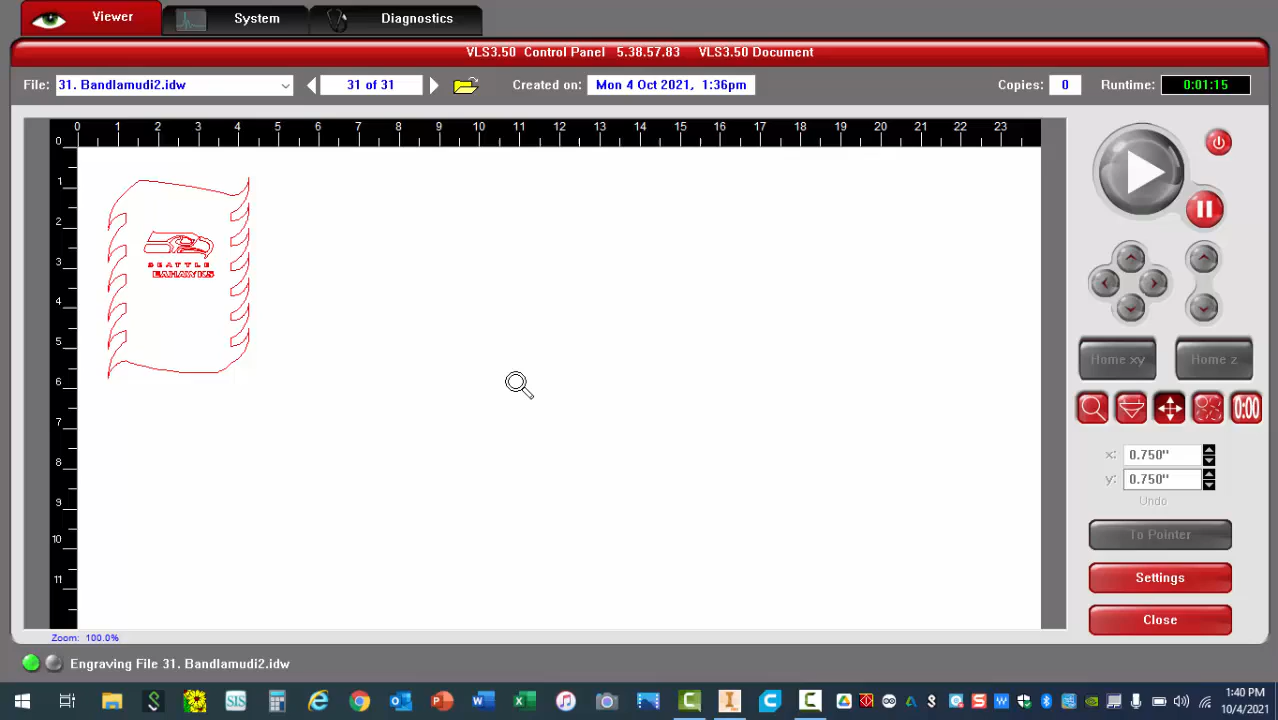 Viewer
System
Diagnostics
VLS3.50 Control Panel 5.38.57.83 VLS3.50 Document
File: 31. Bandlamudi2.idw
31 of 31
Created on: Mon 4 Oct 2021, 1:36pm
Copies: 0
Runtime: 0:01:15
0 1 2 3 4 5 6 7 8 9 10 11 12 13 14 15 16 17 18 19 20 21 22 23
0
1
2
3
4
5
6
7
8
9
10
11
SEATTLE
EAHAWKS
Home xy
Home z
0:00
x: 0.750"
y: 0.750"
Undo
To Pointer
Settings
Close
Zoom: 100.0%
Engraving File 31. Bandlamudi2.idw
SIS
1:40 PM
10/4/2021